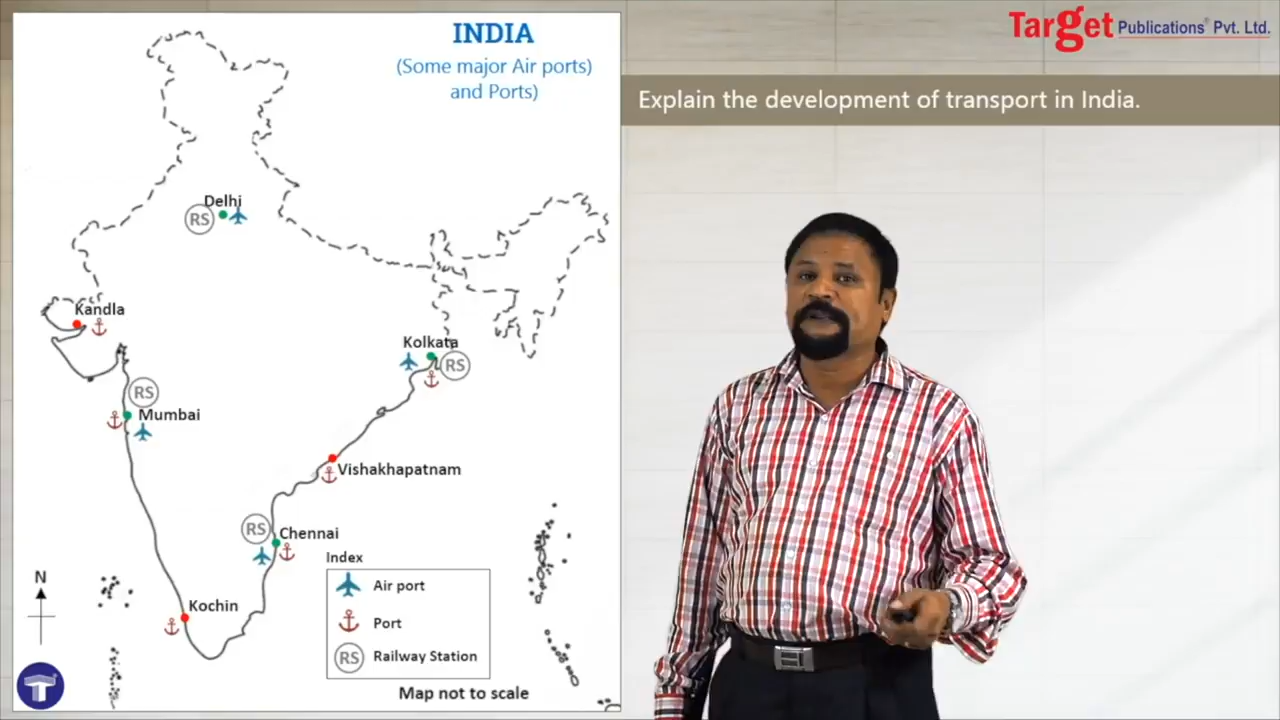 INDIA
(Some major Air ports)
and Ports)
Target Publications® Pvt. Ltd.
Explain the development of transport in India.
Delhi
RS
Kandla
Kolkata
RS
RS
Mumbai
Vishakhapatnam
RS
Chennai
Index
Air port
Port
RS Railway Station
N
Kochin
Map not to scale
T